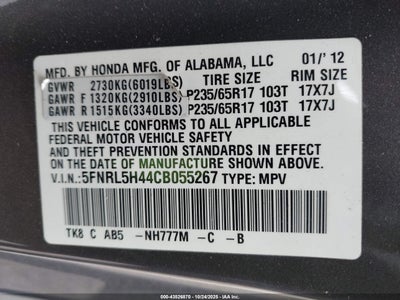 MFD. BY HONDA MFG. OF ALABAMA, LLC 01/'12
GVWR 2730KG(6019LBS) TIRE SIZE RIM SIZE
GAWR F 1320KG(2910LBS) P235/65R17 103T 17X7J
GAWR R 1515KG(3340LBS) P235/65R17 103T 17X7J
THIS VEHICLE CONFORMS TO ALL APPLICABLE
FEDERAL MOTOR VEHICLE SAFETY
AND THEFT PREVENTION STANDARDS IN EFFECT
ON THE DATE OF MANUFACTURE SHOWN ABOVE.
V.I.N.:5FNRL5H44CB055267 TYPE: MPV
TK8 C AB5 -NH777M -C -B
000-43526870 - 10/24/2025 - IAA, Inc